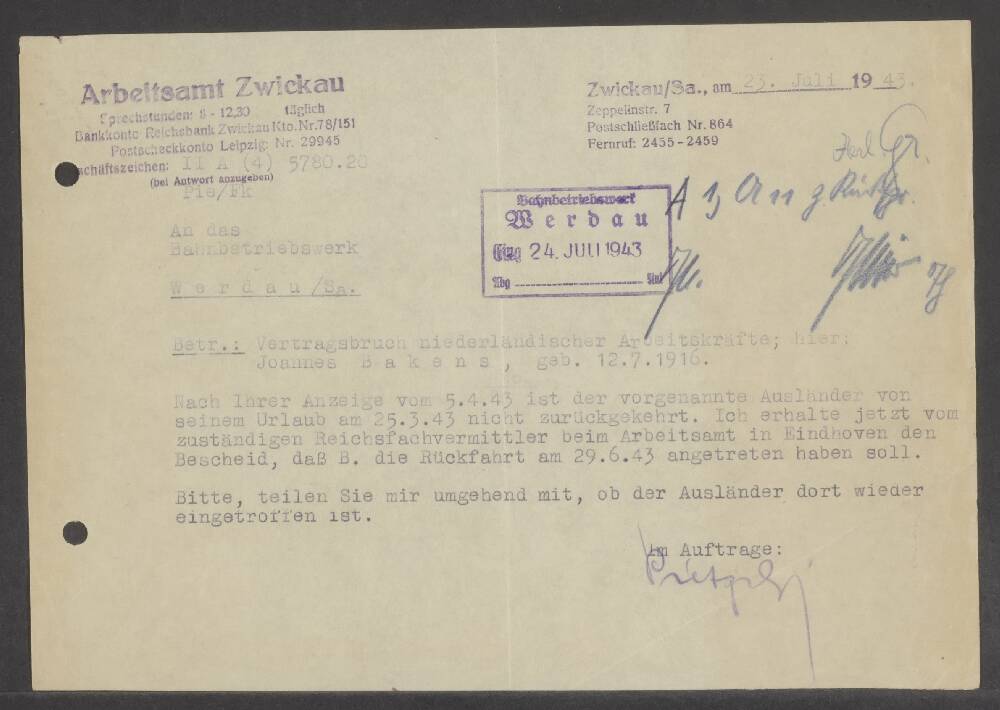 Arbeitsamt Zwickau
Sprechstunden: 8 - 12,30 täglich
Bankkonto Reichsbank Zwickau Kto. Nr. 78/151
Postscheckkonto Leipzig: Nr. 29945
schäftszeichen: II A (4) 5780.28
(bei Antwort anzugeben)
Pie/Fk
Zwickau/Sa., am 23. Juli 1943.
Zeppelinstr. 7
Postschließfach Nr. 864
Fernruf: 2455 - 2459
An das
Bahnbetriebswerk
Werdau/Sa.
Bahnbetriebswerk
Werdau
Eing 24. JULI 1943
Abg
Betr.: Vertragsbruch niederländischer Arbeitskräfte; hier:
Joannes Bakens, geb. 12.7.1916.
Nach Ihrer Anzeige vom 5.4.43 ist der vorgenannte Ausländer von
seinem Urlaub am 25.3.43 nicht zurückgekehrt. Ich erhalte jetzt vom
zuständigen Reichsfachvermittler beim Arbeitsamt in Eindhoven den
Bescheid, daß B. die Rückfahrt am 29.6.43 angetreten haben soll.
Bitte, teilen Sie mir umgehend mit, ob der Ausländer dort wieder
eingetroffen ist.
Im Auftrage: